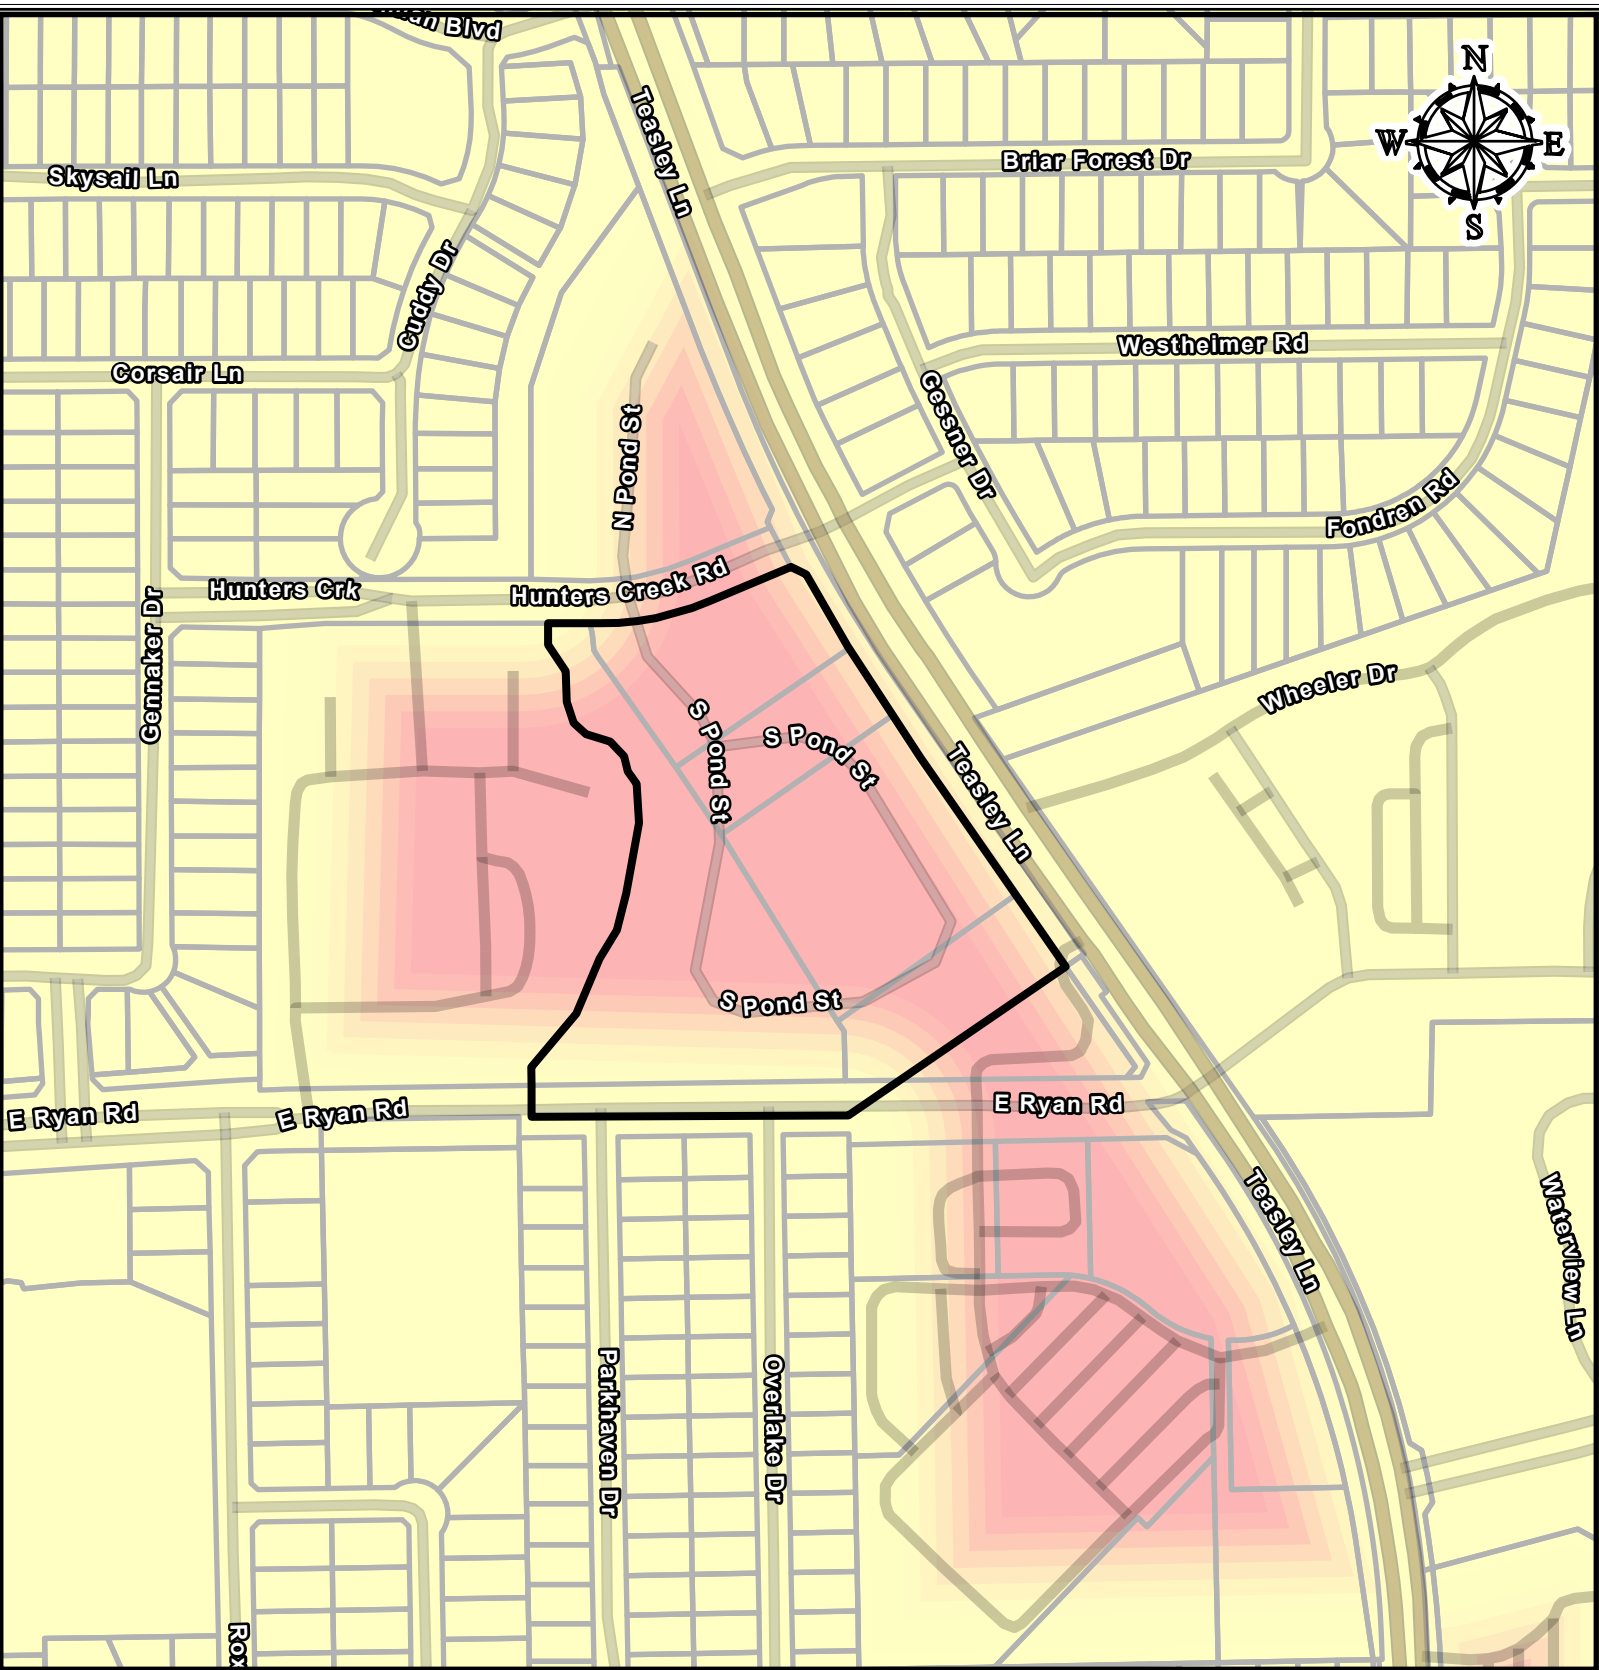 Blvd
N
W
E
S
Teasley Ln
Briar Forest Dr
Skysail Ln
Cuddy Dr
Westheimer Rd
Corsair Ln
Gessner Dr
N Pond St
Fondren Rd
Hunters Crk
Hunters Creek Rd
Gennaker Dr
Wheeler Dr
S Pond St
S Pond St
Teasley Ln
S Pond St
E Ryan Rd
E Ryan Rd
E Ryan Rd
Teasley Ln
Waterview Ln
Parkhaven Dr
Overlake Dr
Rox